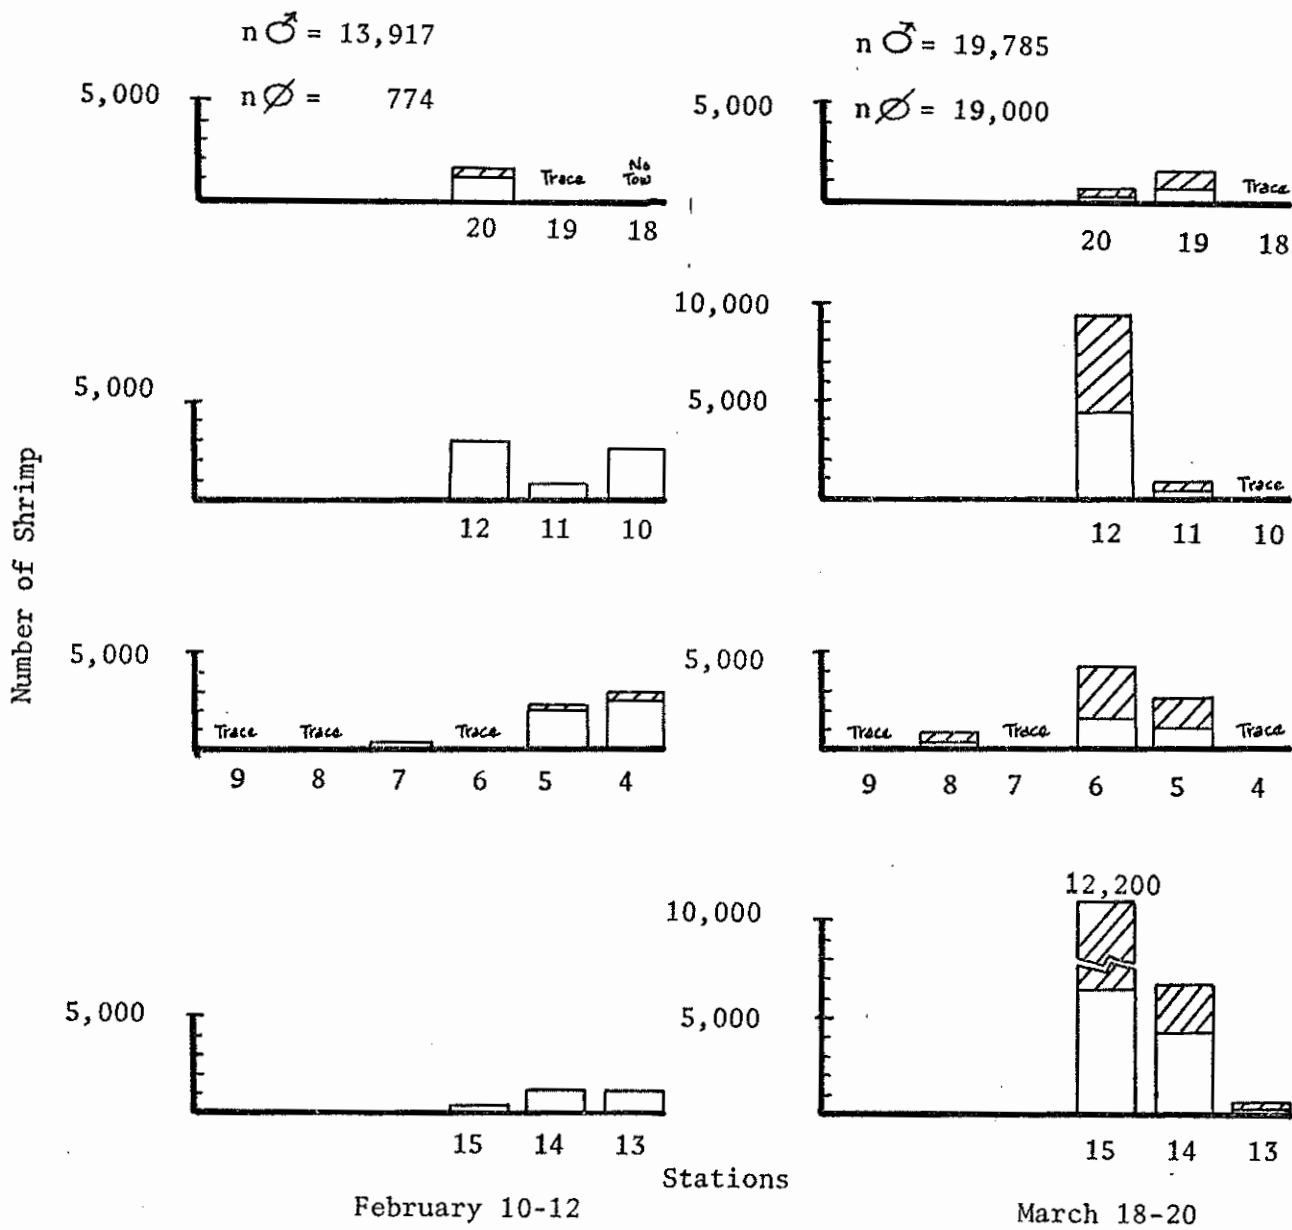 n ♂ = 13,917
n ∅ = 774
5,000
Trace
No
Tow
20 19 18
n ♂ = 19,785
n ∅ = 19,000
5,000
Trace
20 19 18
5,000
12 11 10
10,000
5,000
Trace
12 11 10
Number of Shrimp
5,000
Trace Trace Trace
9 8 7 6 5 4
5,000
Trace Trace Trace
9 8 7 6 5 4
5,000
15 14 13
12,200
10,000
5,000
15 14 13
Stations
February 10-12
March 18-20